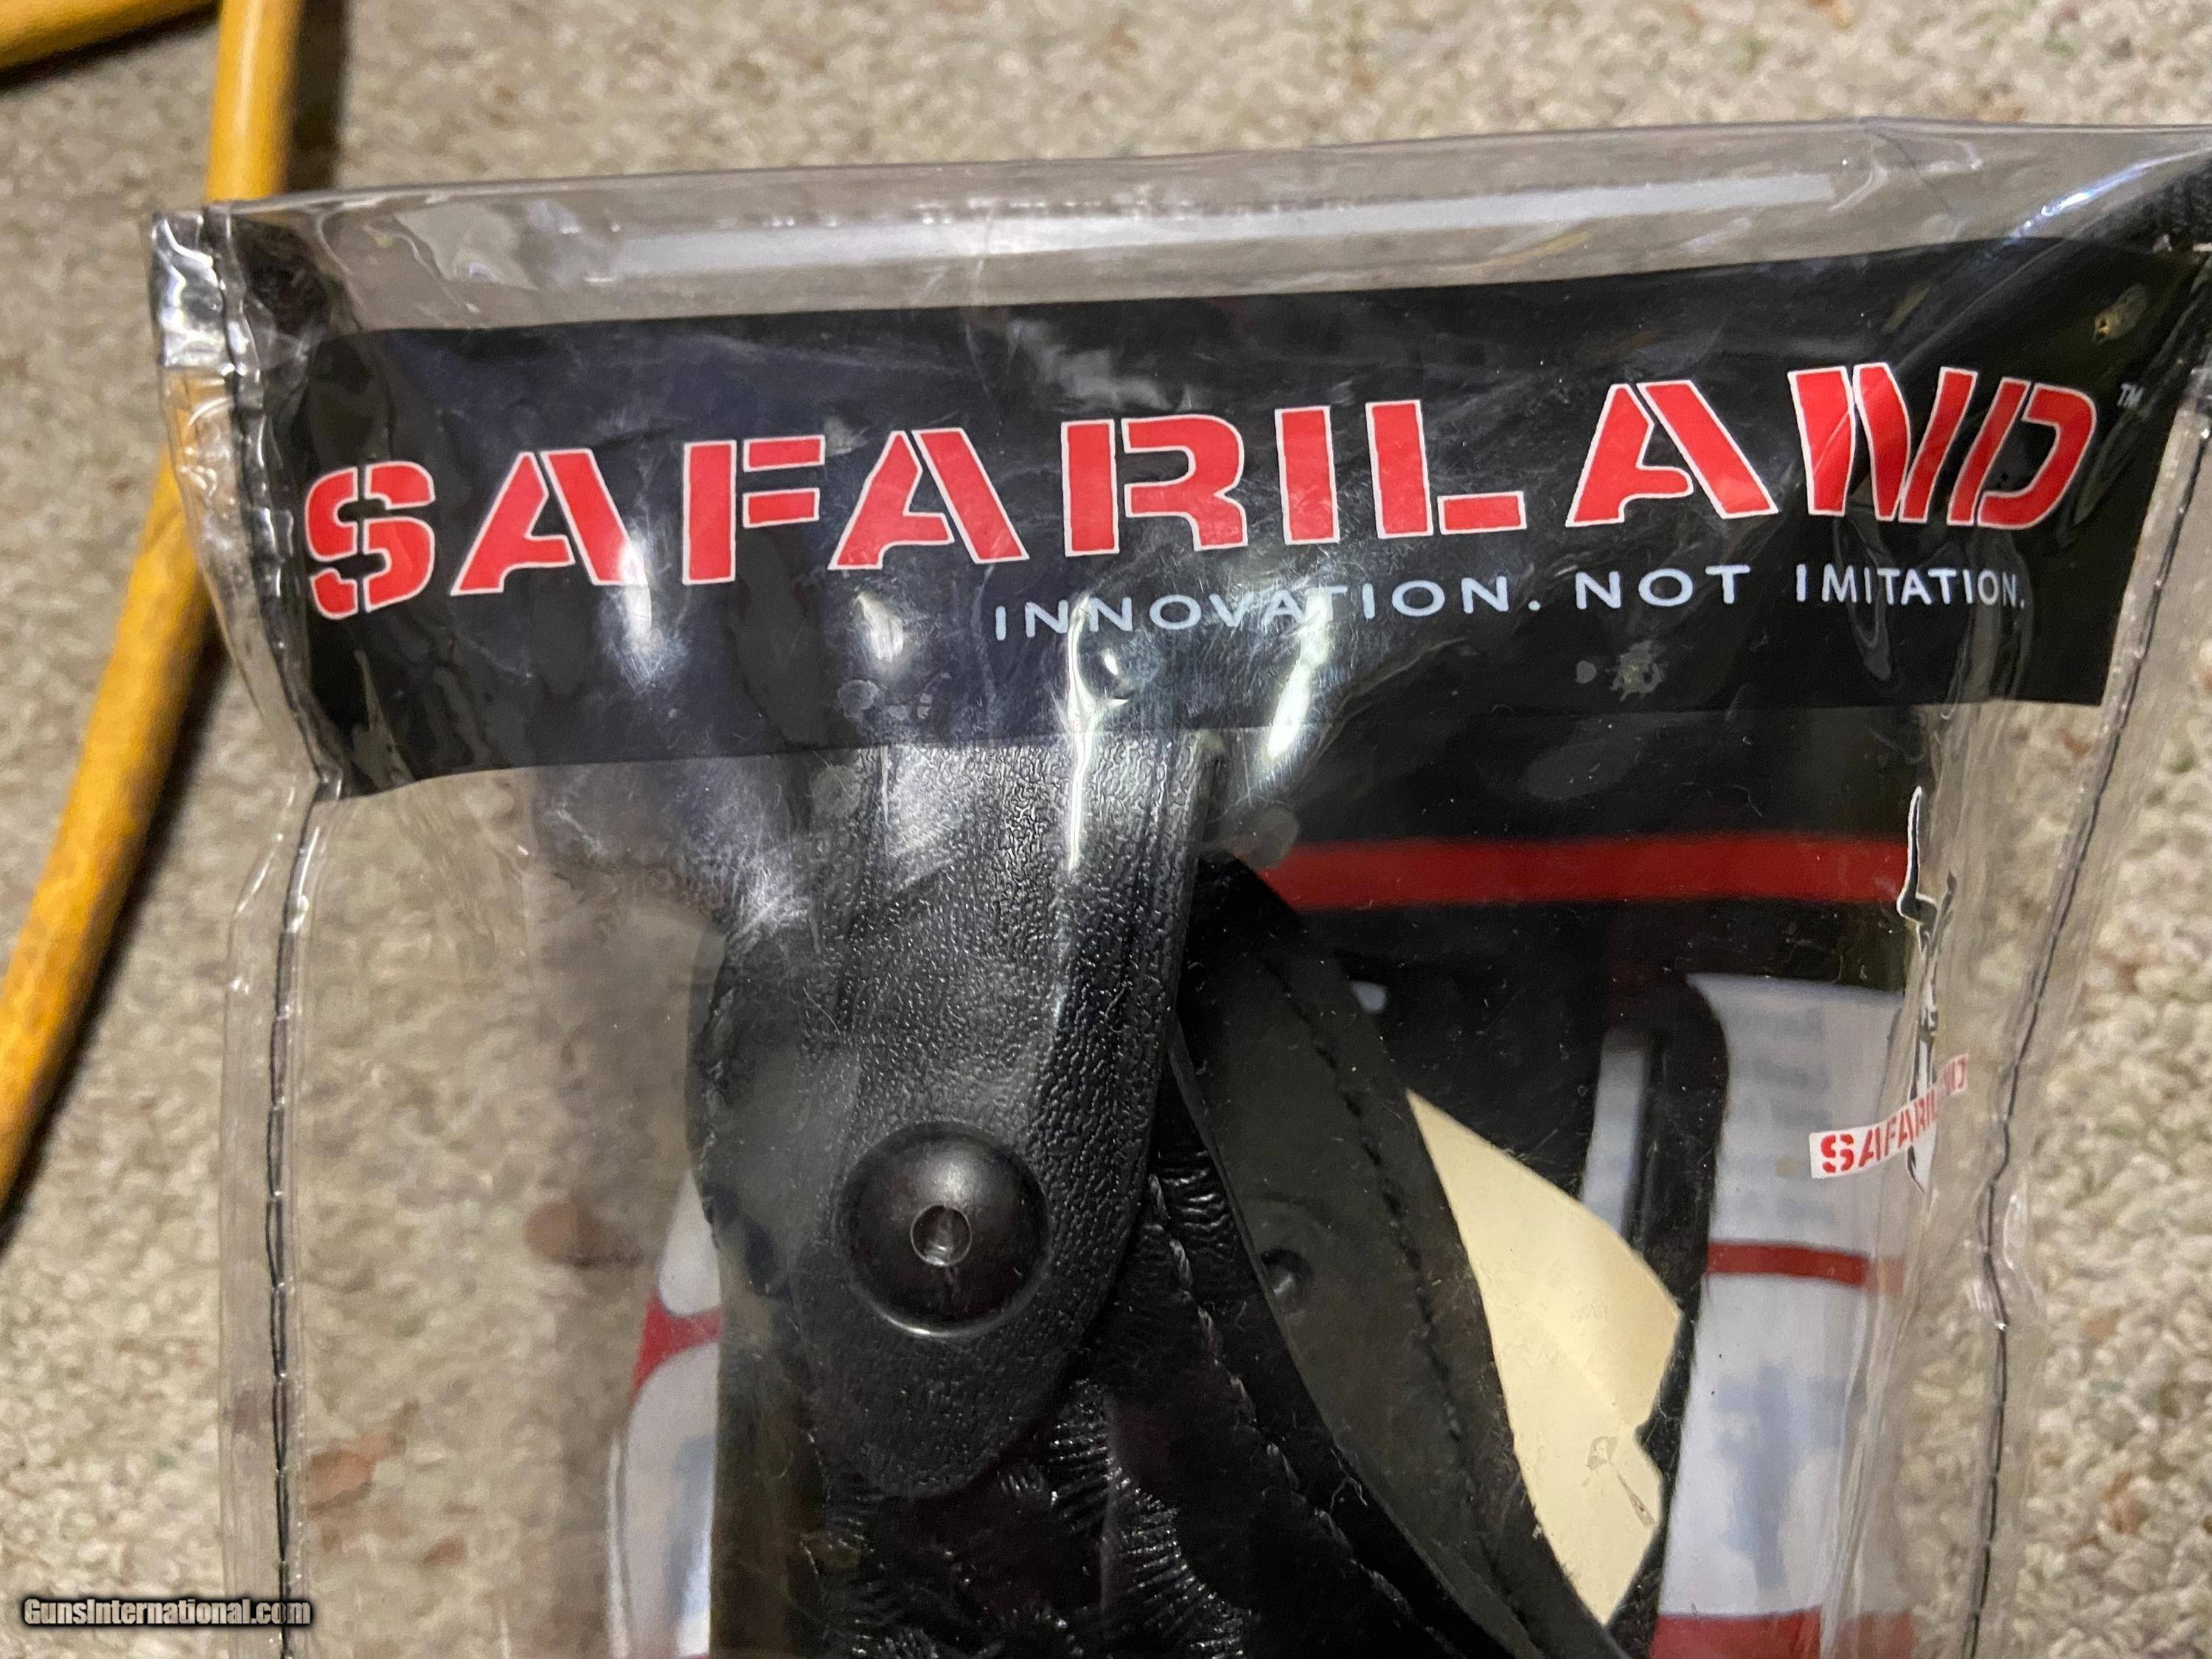 SAFARILAND™
INNOVATION. NOT IMITATION.
SAFARILAND
GunsInternational.com